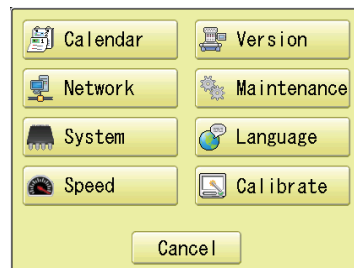 Calendar
Version
Network
Maintenance
System
Language
Speed
Calibrate
Cancel